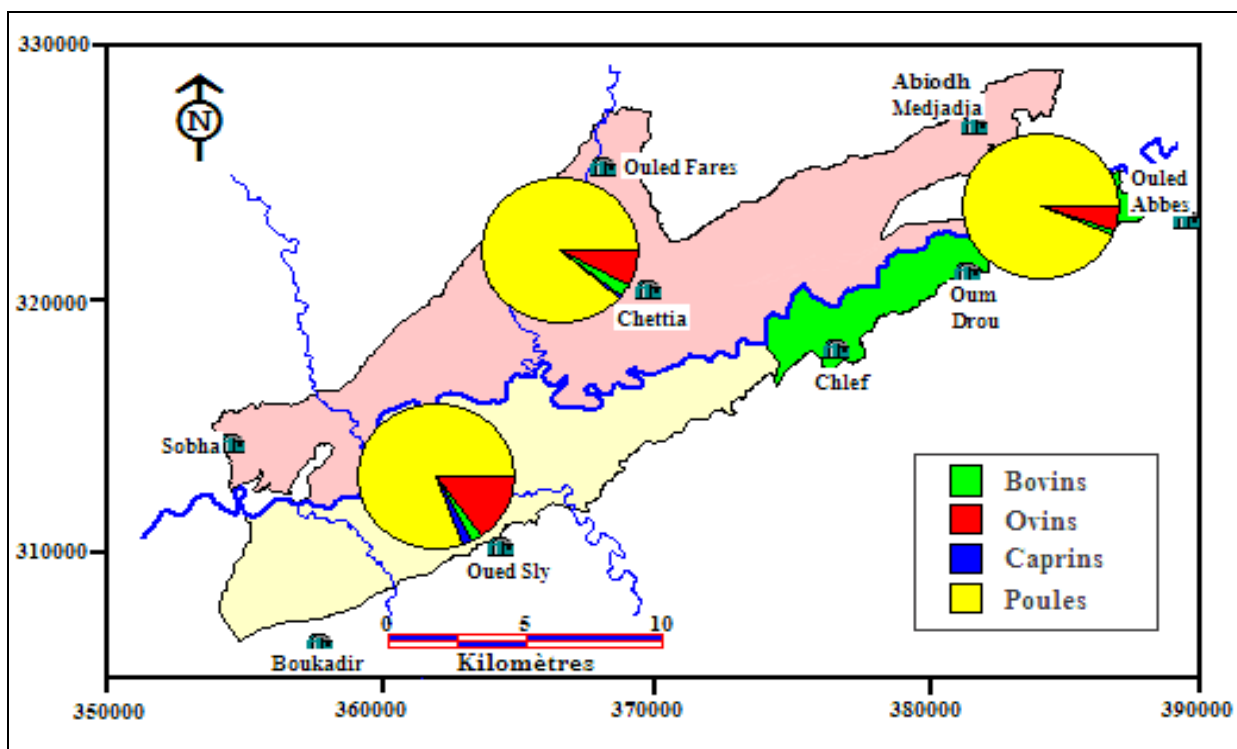 330000
N
Abiodh
Medjadja
Ouled Fares
Ouled
Abbes
320000
Chettia
Oum
Drou
Chlef
Sobha
Bovins
Ovins
Caprins
Poules
310000
Oued Sly
0 5 10
Kilomètres
Boukadir
350000 360000 370000 380000 390000